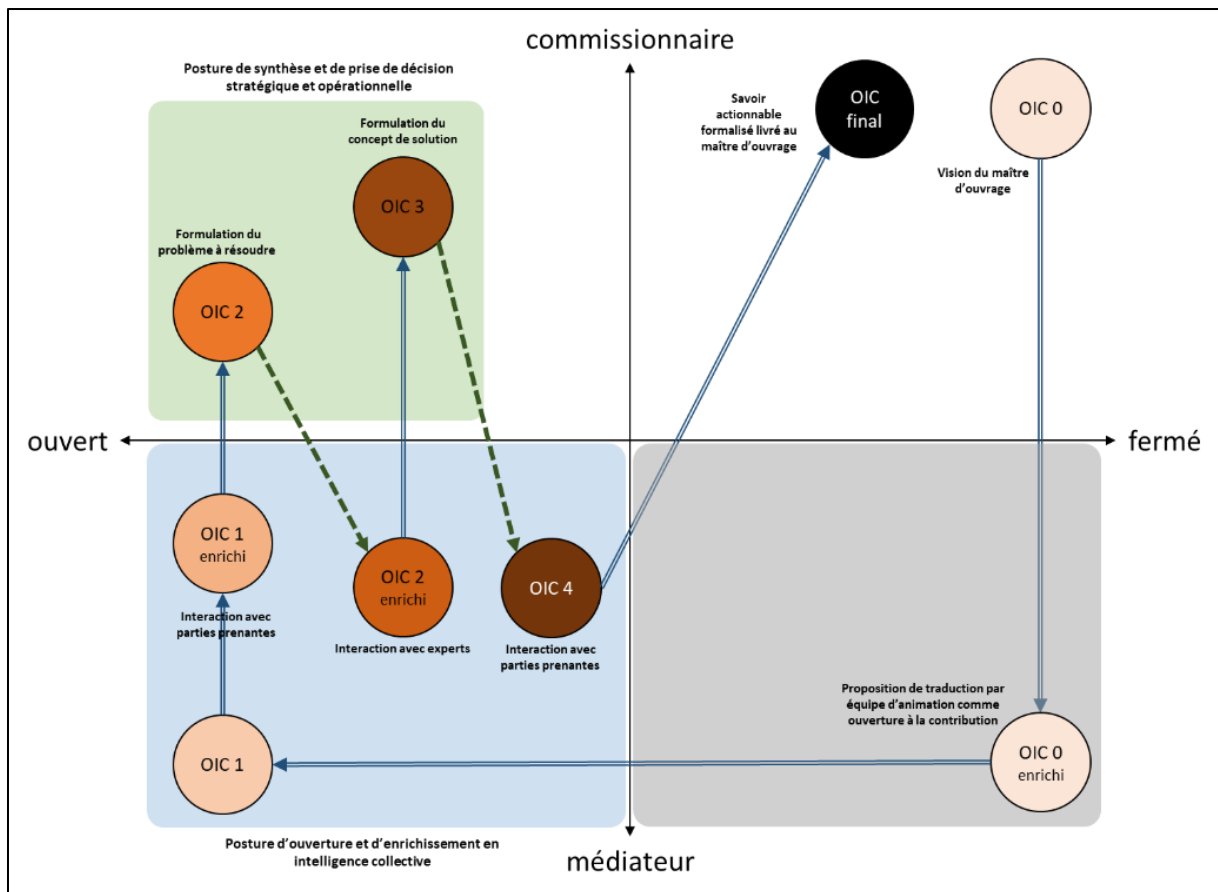 commissionnaire
Posture de synthèse et de prise de décision
stratégique et opérationnelle
Formulation du
concept de solution
OIC 3
Formulation du
problème à résoudre
OIC 2
Savoir
actionnable
formalisé livré au
maître d’ouvrage
OIC
final
OIC 0
Vision du maître
d’ouvrage
ouvert
fermé
OIC 1
enrichi
Interaction avec
parties prenantes
OIC 2
enrichi
Interaction avec experts
OIC 4
Interaction avec
parties prenantes
OIC 1
Proposition de traduction par
équipe d’animation comme
ouverture à la contribution
OIC 0
enrichi
Posture d’ouverture et d’enrichissement en
intelligence collective
médiateur